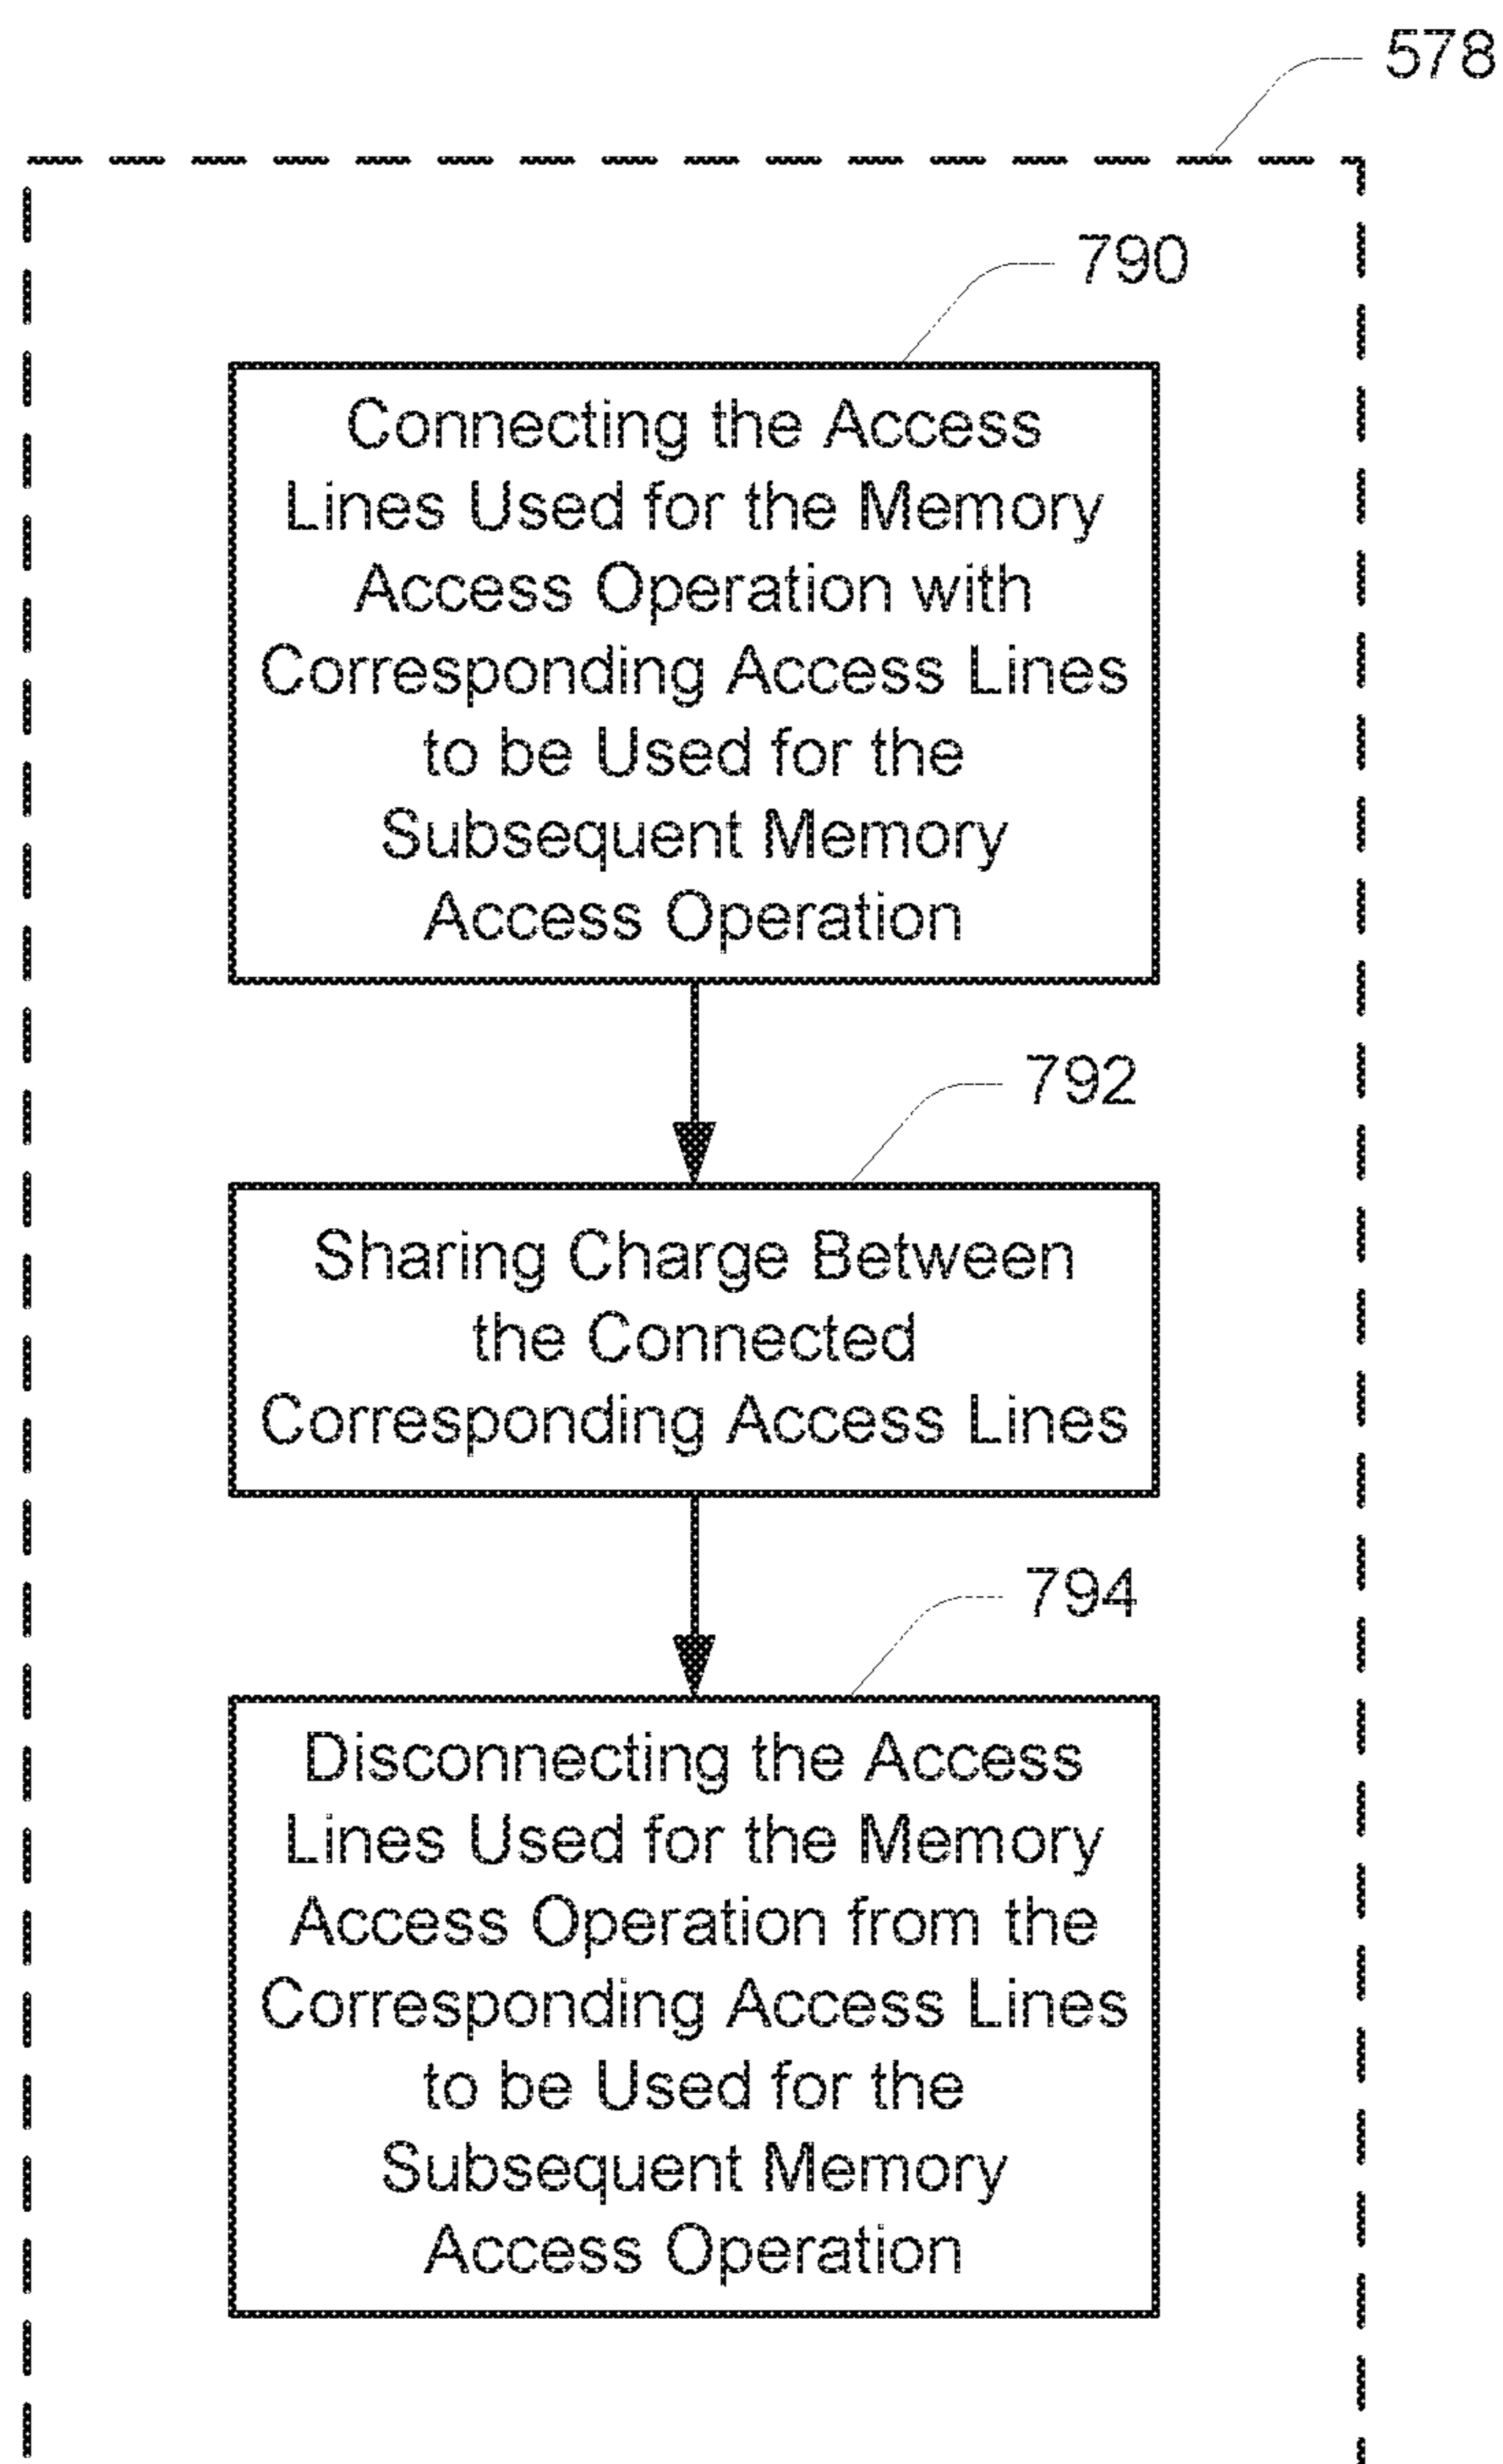 578
790
Connecting the Access
Lines Used for the Memory
Access Operation with
Corresponding Access Lines
to be Used for the
Subsequent Memory
Access Operation
792
Sharing Charge Between
the Connected
Corresponding Access Lines
794
Disconnecting the Access
Lines Used for the Memory
Access Operation from the
Corresponding Access Lines
to be Used for the
Subsequent Memory
Access Operation